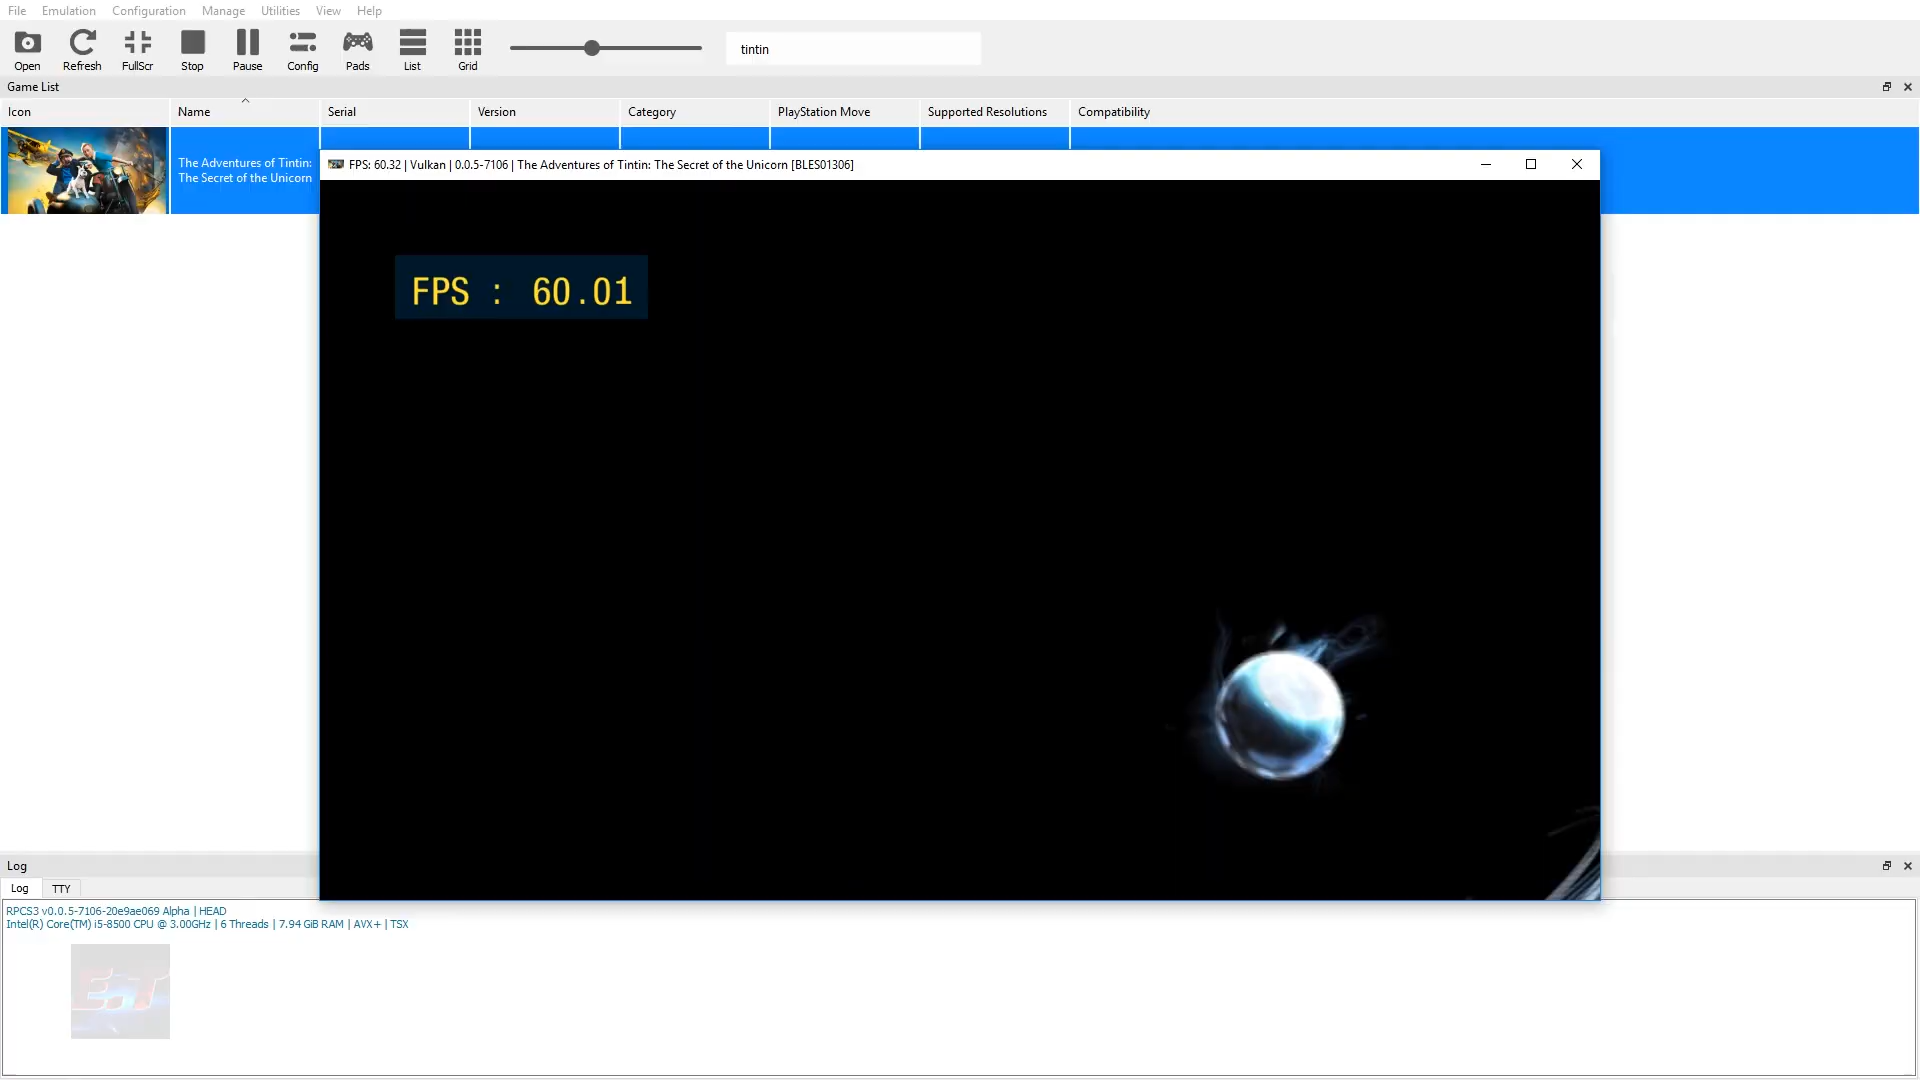 File Emulation Configuration Manage Utilities View Help
Open Refresh FullScr Stop Pause Config Pads List Grid
tintin
Game List
Icon Name Serial Version Category PlayStation Move Supported Resolutions Compatibility
The Adventures of Tintin:
The Secret of the Unicorn
FPS: 60.32 | Vulkan | 0.0.5-7106 | The Adventures of Tintin: The Secret of the Unicorn [BLES01306]
FPS : 60.01
Log
Log TTY
RPCS3 v0.0.5-7106-20e9ae069 Alpha | HEAD
Intel(R) Core(TM) i5-8500 CPU @ 3.00GHz | 6 Threads | 7.94 GiB RAM | AVX+ | TSX
E.T